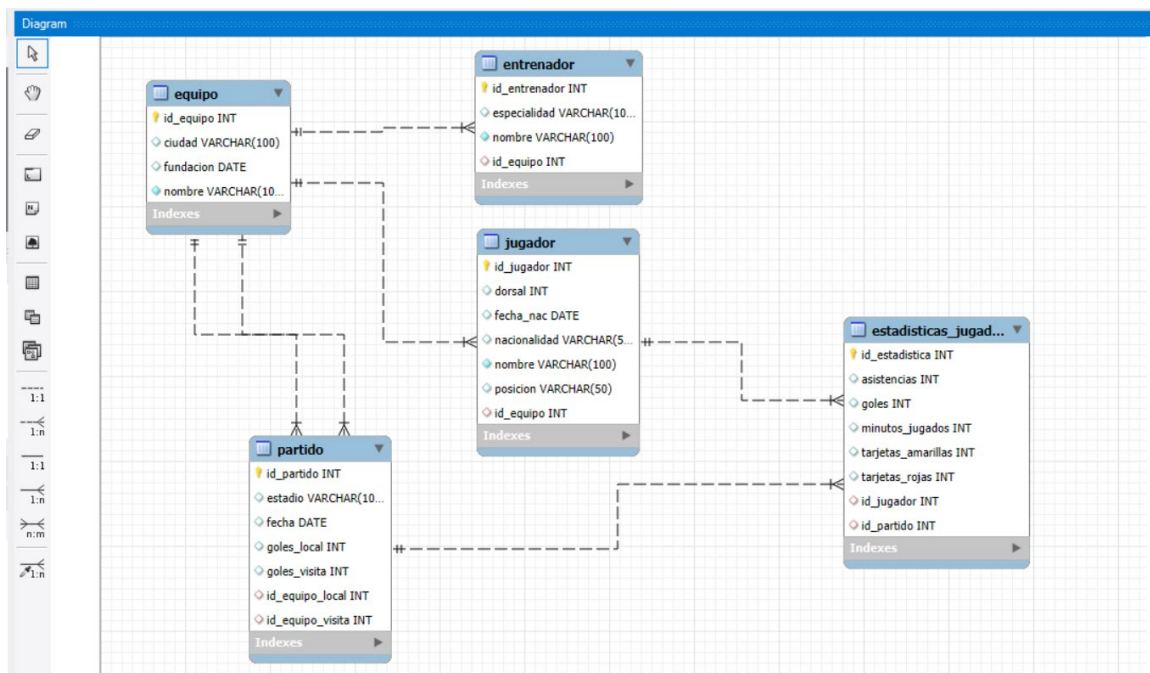 Diagram
equipo
id_equipo INT
ciudad VARCHAR(100)
fundacion DATE
nombre VARCHAR(10...
Indexes
entrenador
id_entrenador INT
especialidad VARCHAR(10...
nombre VARCHAR(100)
id_equipo INT
Indexes
jugador
id_jugador INT
dorsal INT
fecha_nac DATE
nacionalidad VARCHAR(5...
nombre VARCHAR(100)
posicion VARCHAR(50)
id_equipo INT
Indexes
partido
id_partido INT
estadio VARCHAR(10...
fecha DATE
goles_local INT
goles_visita INT
id_equipo_local INT
id_equipo_visita INT
Indexes
estadisticas_jugad...
id_estadistica INT
asistencias INT
goles INT
minutos_jugados INT
tarjetas_amarillas INT
tarjetas_rojas INT
id_jugador INT
id_partido INT
Indexes
1:1
1:n
1:1
1:n
n:m
1:n